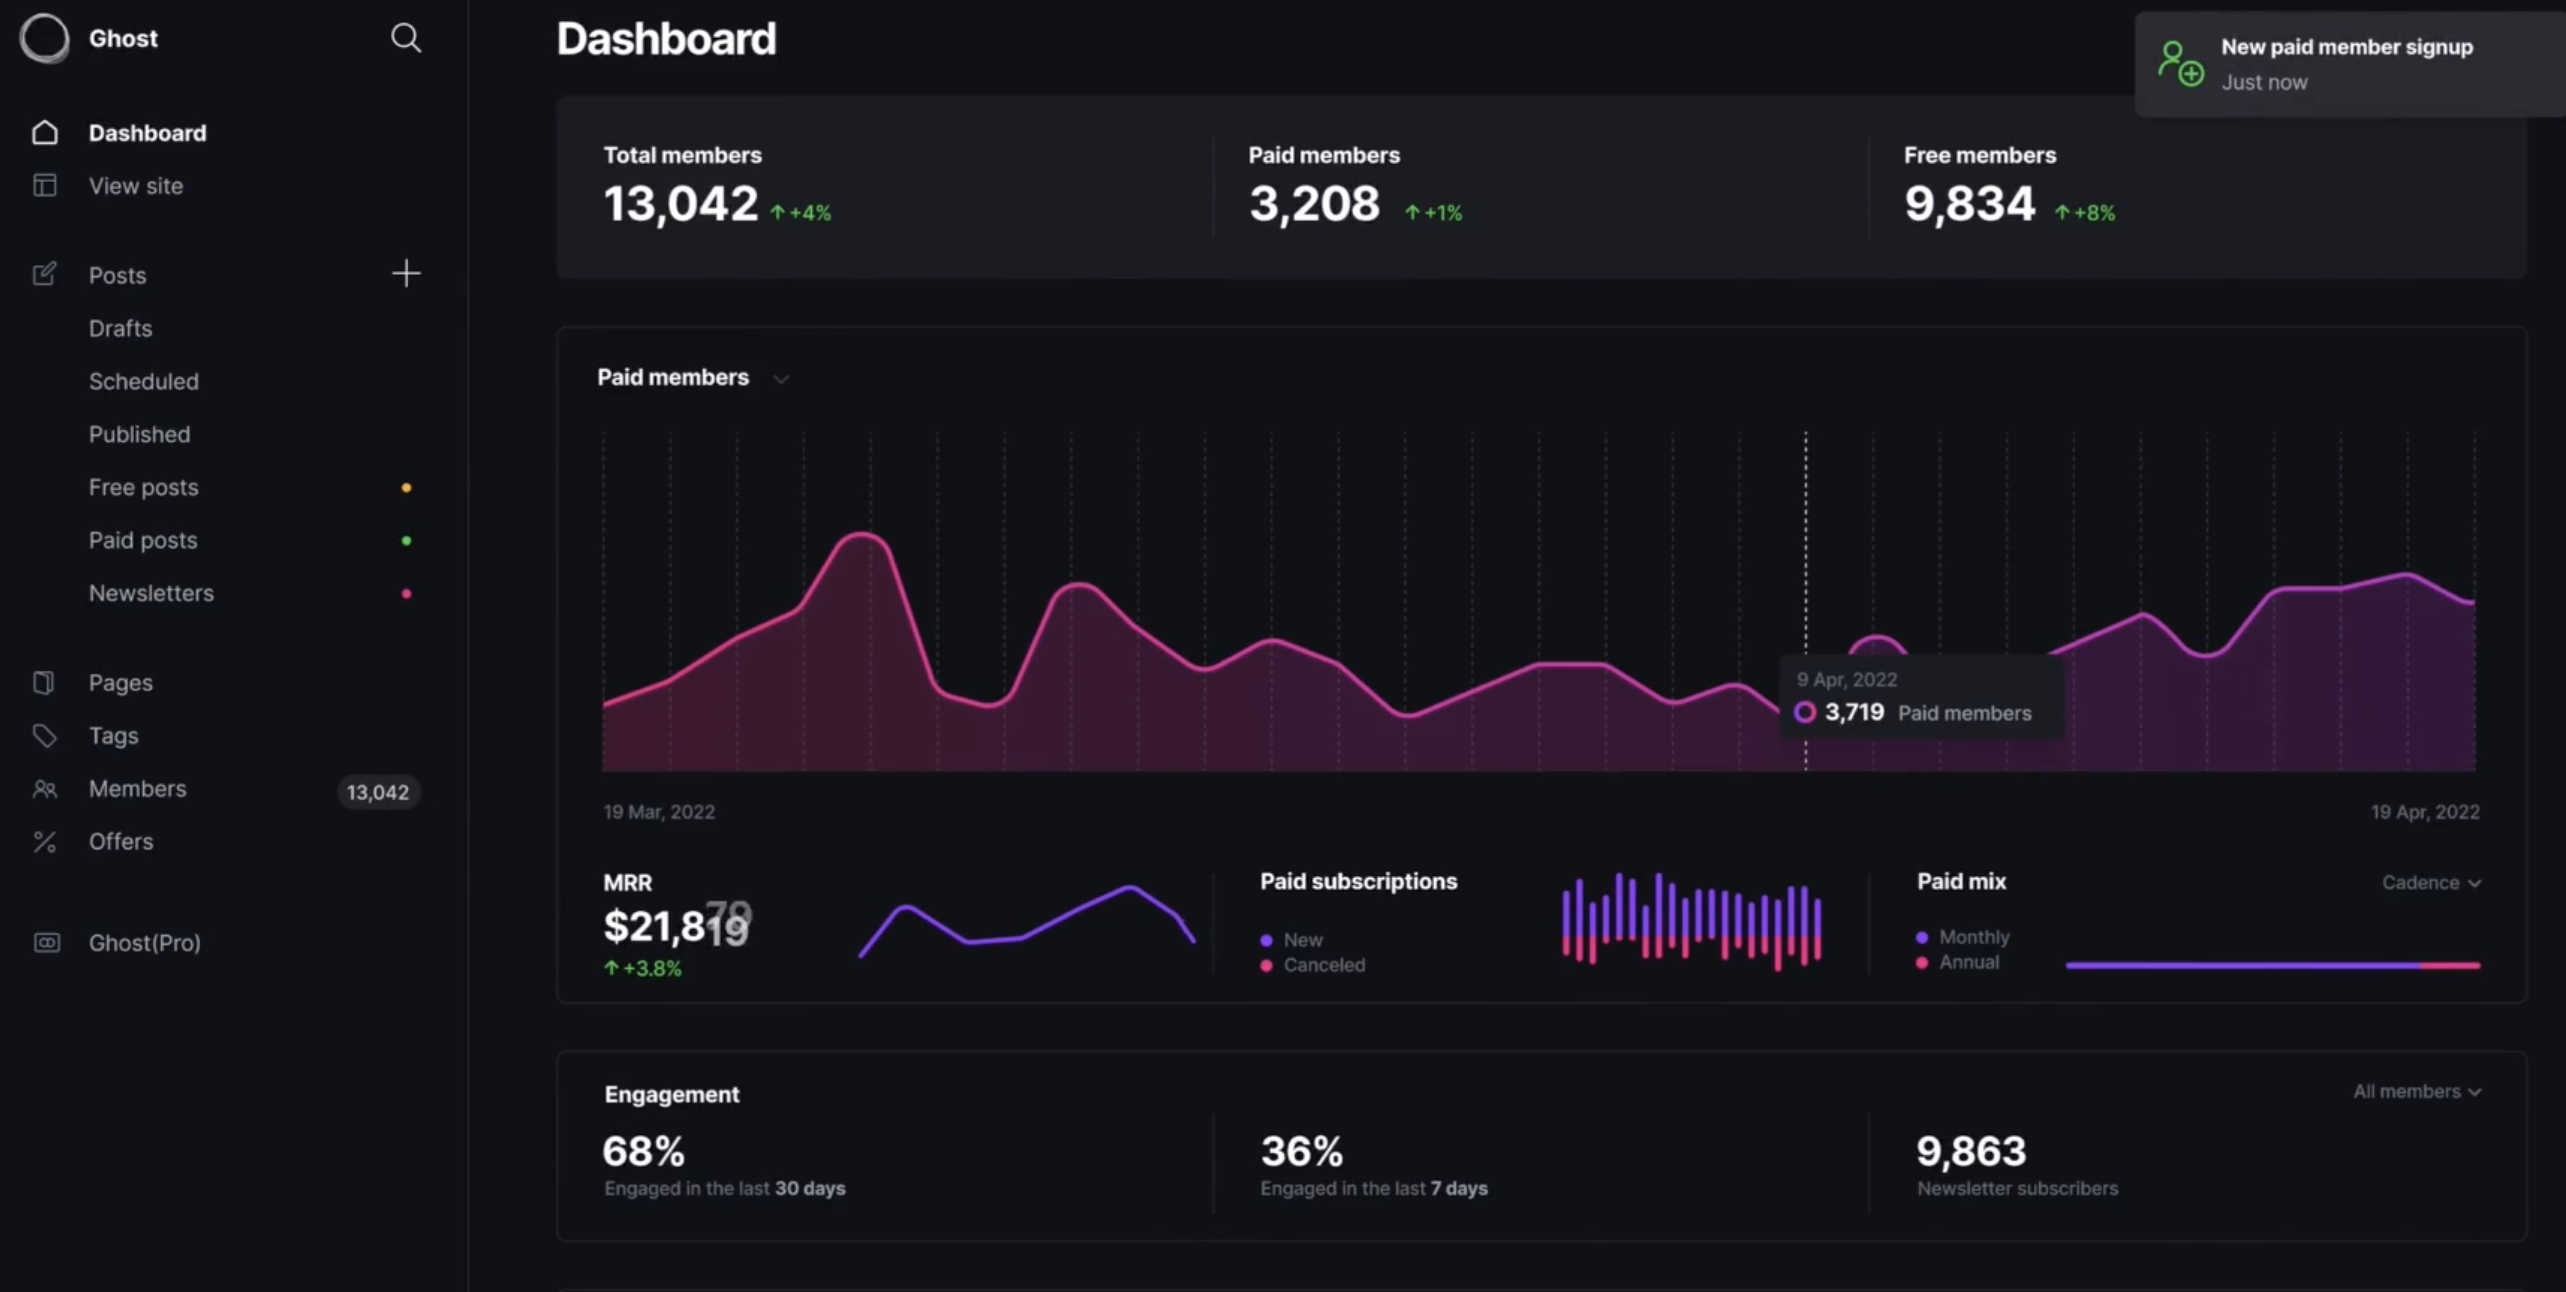 Ghost
Dashboard
View site
Posts
Drafts
Scheduled
Published
Free posts
Paid posts
Newsletters
Pages
Tags
Members 13,042
Offers
Ghost(Pro)
Dashboard
New paid member signup
Just now
Total members
13,042 +4%
Paid members
3,208 +1%
Free members
9,834 +8%
Paid members
9 Apr, 2022
3,719 Paid members
19 Mar, 2022
19 Apr, 2022
MRR
+3.8%
Paid subscriptions
New
Canceled
Paid mix
Cadence
Monthly
Annual
Engagement
All members
68%
Engaged in the last 30 days
36%
Engaged in the last 7 days
9,863
Newsletter subscribers